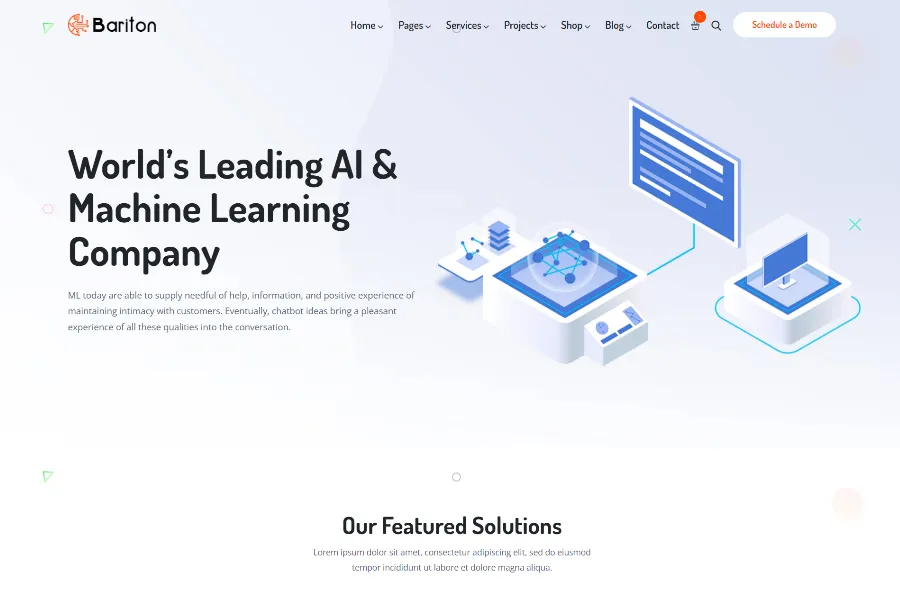 Bariton
Home Pages Services Projects Shop Blog Contact Schedule a Demo
World's Leading AI &
Machine Learning
Company
ML today are able to supply needful of help, information, and positive experience of
maintaining intimacy with customers. Eventually, chatbot ideas bring a pleasant
experience of all these qualities into the conversation.
Our Featured Solutions
Lorem ipsum dolor sit amet, consectetur adipiscing elit, sed do eiusmod
tempor incididunt ut labore et dolore magna aliqua.